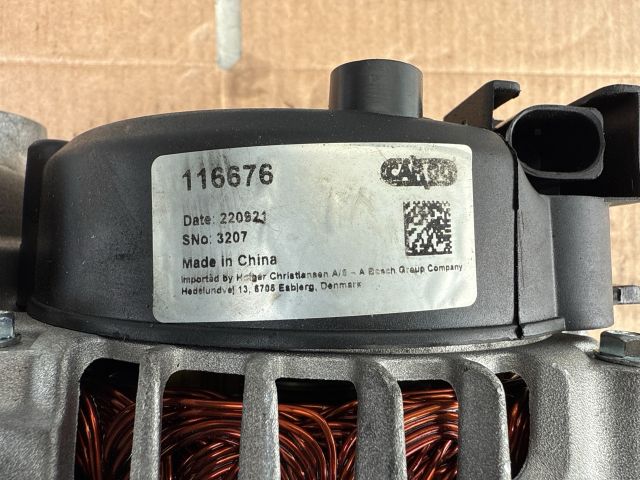 116676
CARGO
Date: 220921
SNo: 3207
Made in China
Imported by Holger Christiansen A/S - A Bosch Group Company
Hedelundvej 13, 6705 Esbjerg, Denmark